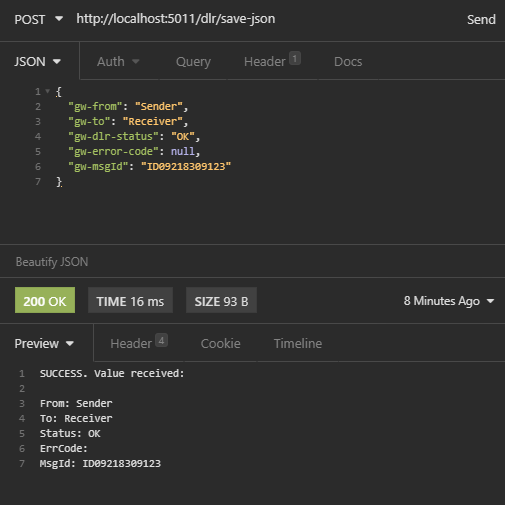 POST http://localhost:5011/dlr/save-json Send
JSON Auth Query Header 1 Docs
1 {
2 "gw-from": "Sender",
3 "gw-to": "Receiver",
4 "gw-dlr-status": "OK",
5 "gw-error-code": null,
6 "gw-msgId": "ID09218309123"
7 }
Beautify JSON
200 OK TIME 16 ms SIZE 93 B 8 Minutes Ago
Preview Header 4 Cookie Timeline
1 SUCCESS. Value received:
2
3 From: Sender
4 To: Receiver
5 Status: OK
6 ErrCode:
7 MsgId: ID09218309123